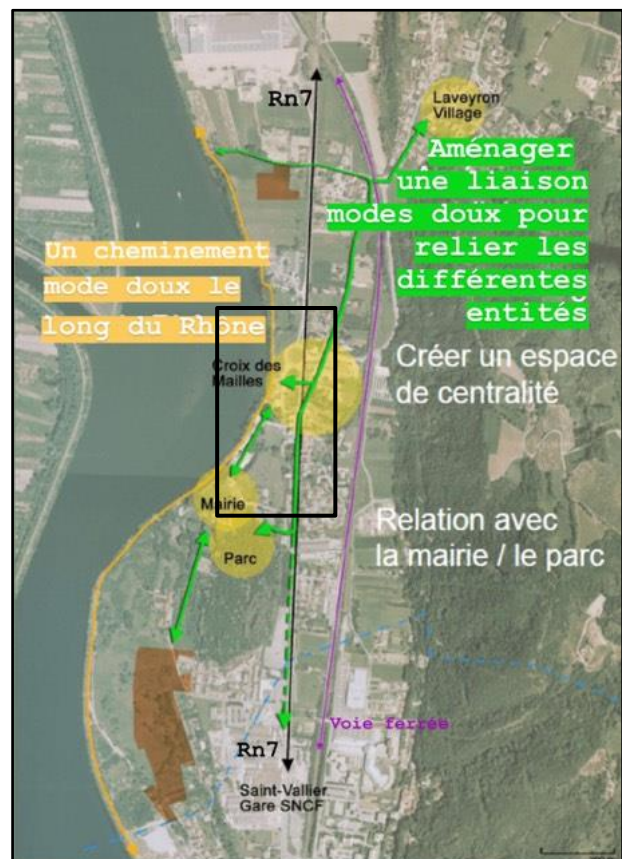 Rn7
Laveyron
Village
Aménager
une liaison
modes doux pour
relier les
différentes
entités
Un cheminement
mode doux le
long du Rhône
Croix des
Mailles
Créer un espace
de centralité
Mairie
Relation avec
la mairie / le parc
Parc
Voie ferrée
Rn7
Saint-Vallier
Gare SNCF